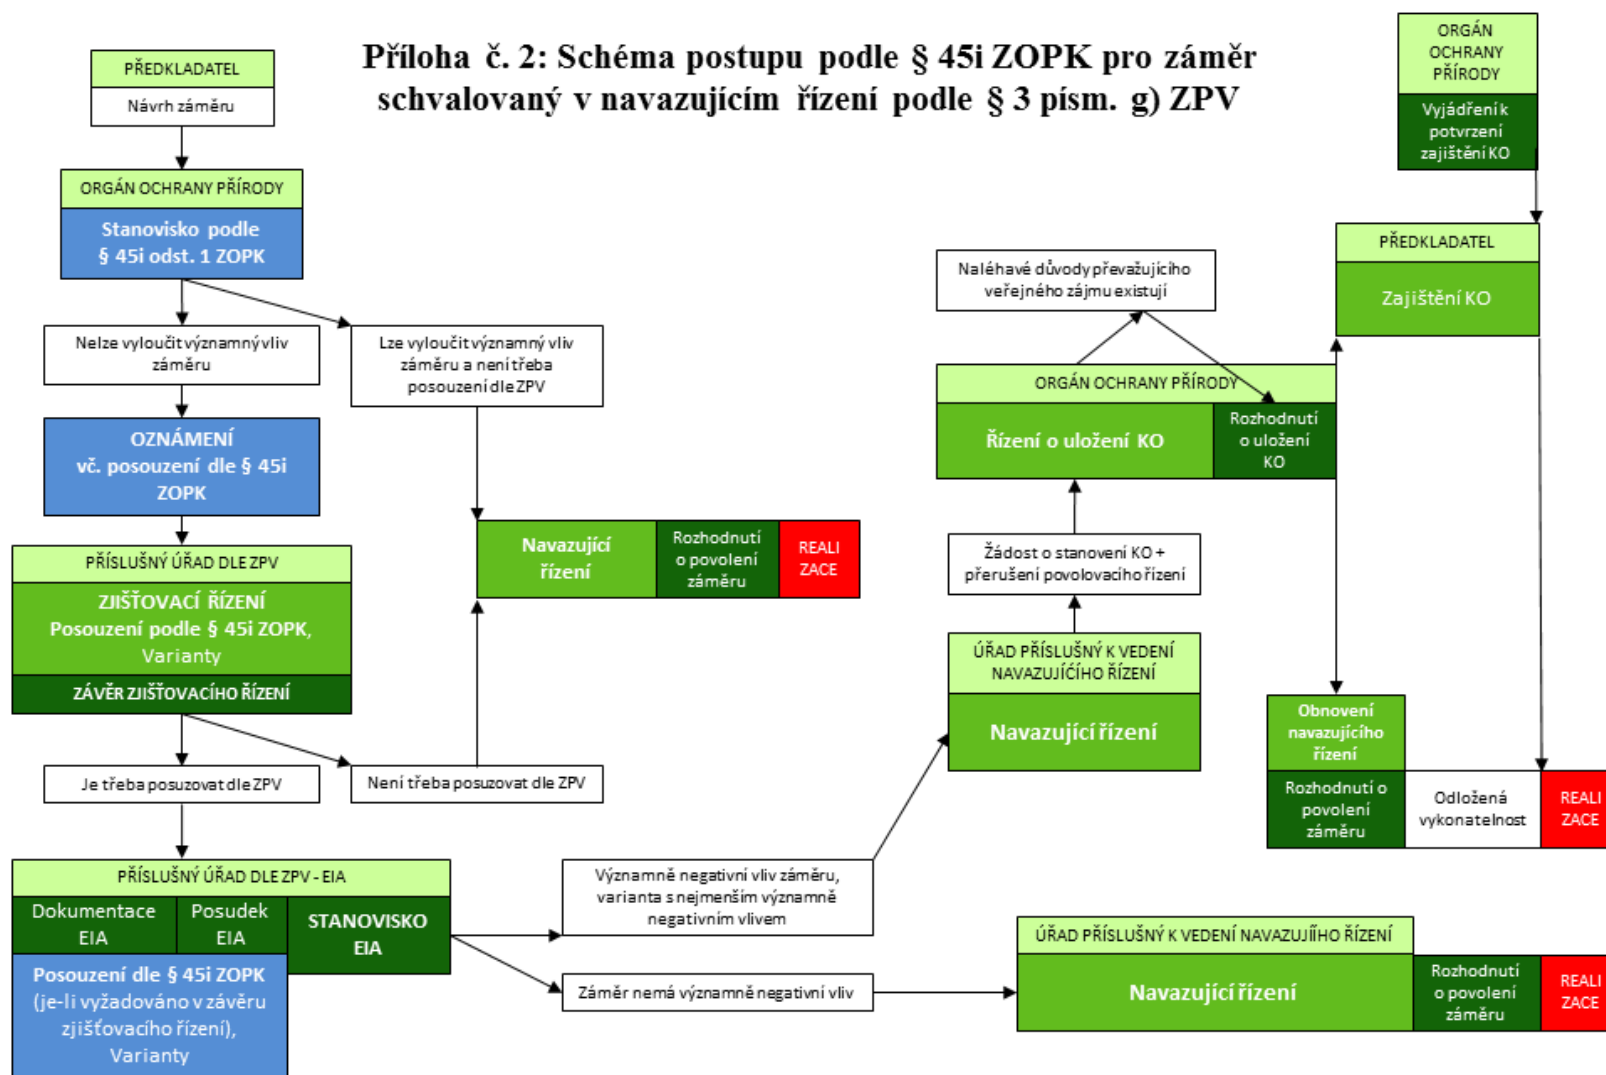 Příloha č. 2: Schéma postupu podle § 45i ZOPK pro záměr
schvalovaný v navazujícím řízení podle § 3 písm. g) ZPV
PŘEDKLADATEL
Návrh záměru
ORGÁN OCHRANY PŘÍRODY
Stanovisko podle
§ 45i odst. 1 ZOPK
Nelze vyloučit významný vliv
záměru
Lze vyloučit významný vliv
záměru a není třeba
posouzení dle ZPV
OZNÁMENÍ
vč. posouzení dle § 45i
ZOPK
PŘÍSLUŠNÝ ÚŘAD DLE ZPV
ZJIŠŤOVACÍ ŘÍZENÍ
Posouzení podle § 45i ZOPK,
Varianty
ZÁVĚR ZJIŠŤOVACÍHO ŘÍZENÍ
Navazující
řízení
Rozhodnutí
o povolení
záměru
REALI
ZACE
Je třeba posuzovat dle ZPV
Není třeba posuzovat dle ZPV
PŘÍSLUŠNÝ ÚŘAD DLE ZPV - EIA
Dokumentace
EIA
Posudek
EIA
STANOVISKO
EIA
Posouzení dle § 45i ZOPK
(je-li vyžadováno v závěru
zjišťovacího řízení),
Varianty
Významně negativní vliv záměru,
varianta s nejmenším významně
negativním vlivem
Záměr nemá významně negativní vliv
ÚŘAD PŘÍSLUŠNÝ K VEDENÍ
NAVAZUJÍCÍHO ŘÍZENÍ
Navazující řízení
Žádost o stanovení KO +
přerušení povolovacího řízení
ORGÁN OCHRANY PŘÍRODY
Řízení o uložení KO
Rozhodnutí
o uložení
KO
Naléhavé důvody převažujícího
veřejného zájmu existují
ORGÁN
OCHRANY
PŘÍRODY
Vyjádření k
potvrzení
zajištění KO
PŘEDKLADATEL
Zajištění KO
Obnovení
navazujícího
řízení
Rozhodnutí o
povolení
záměru
Odložená
vykonatelnost
REALI
ZACE
ÚŘAD PŘÍSLUŠNÝ K VEDENÍ NAVAZUJÍÍHO ŘÍZENÍ
Navazující řízení
Rozhodnutí
o povolení
záměru
REALI
ZACE